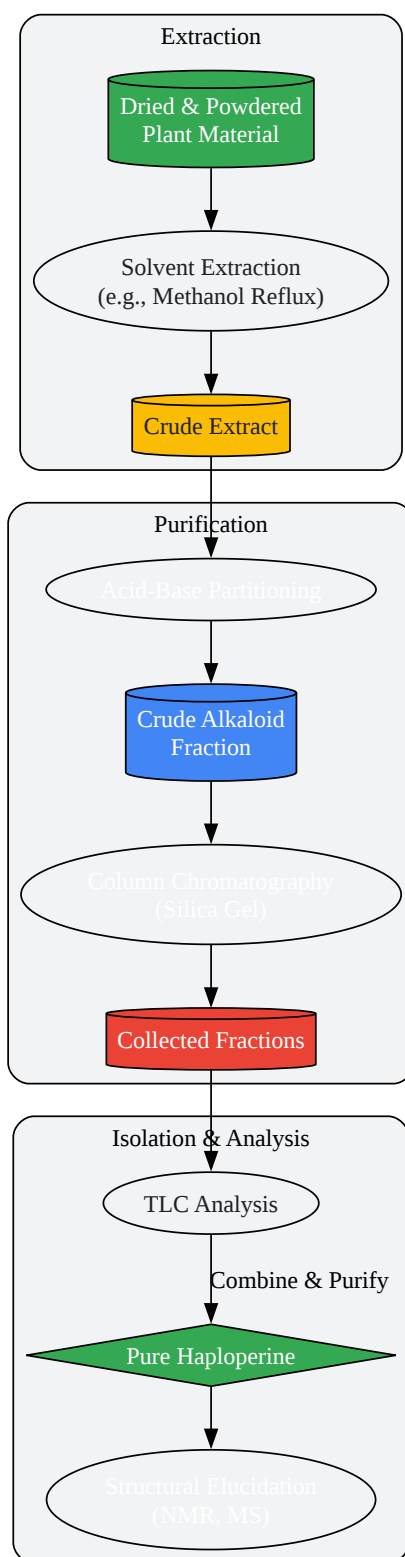 Extraction
Dried & Powdered
Plant Material
Solvent Extraction
(e.g., Methanol Reflux)
Crude Extract
Purification
Acid-Base Partitioning
Crude Alkaloid
Fraction
Column Chromatography
(Silica Gel)
Collected Fractions
Isolation & Analysis
TLC Analysis
Combine & Purify
Pure Haploperine
Structural Elucidation
(NMR, MS)